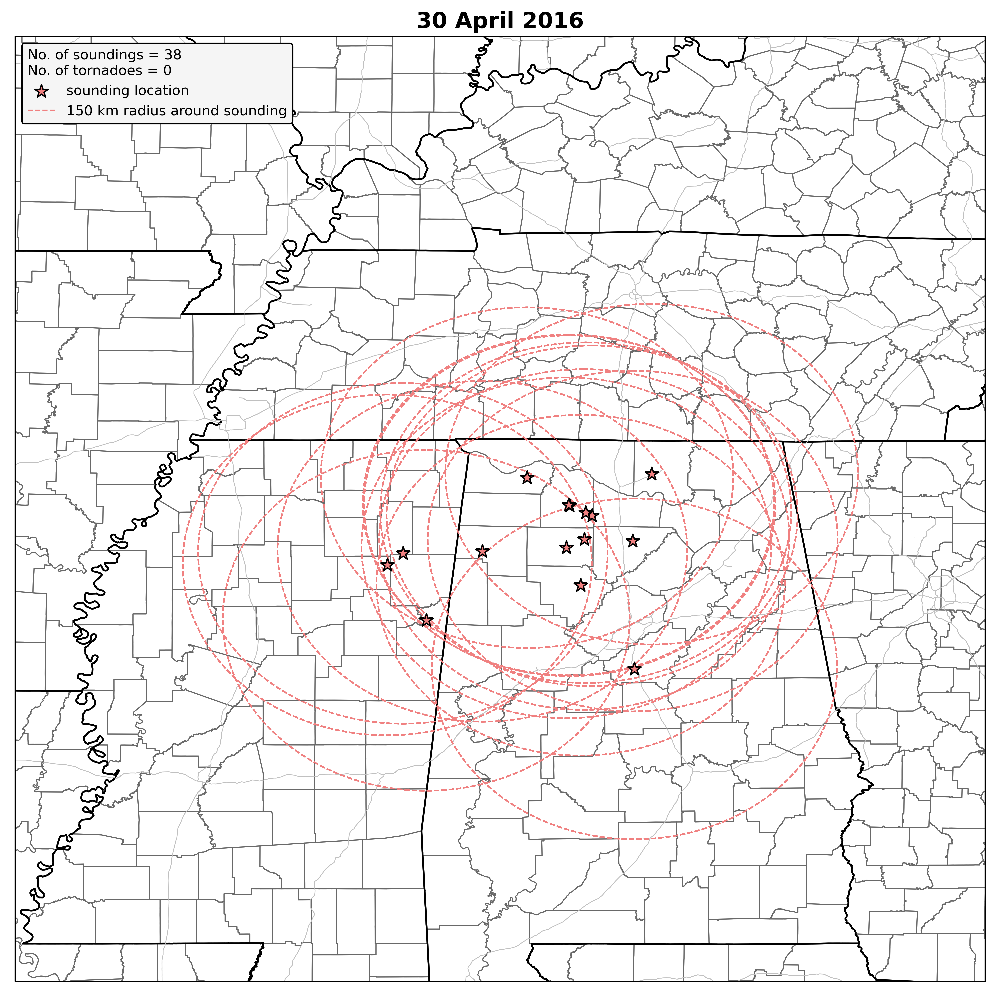 30 April 2016
No. of soundings = 38
No. of tornadoes = 0
sounding location
150 km radius around sounding